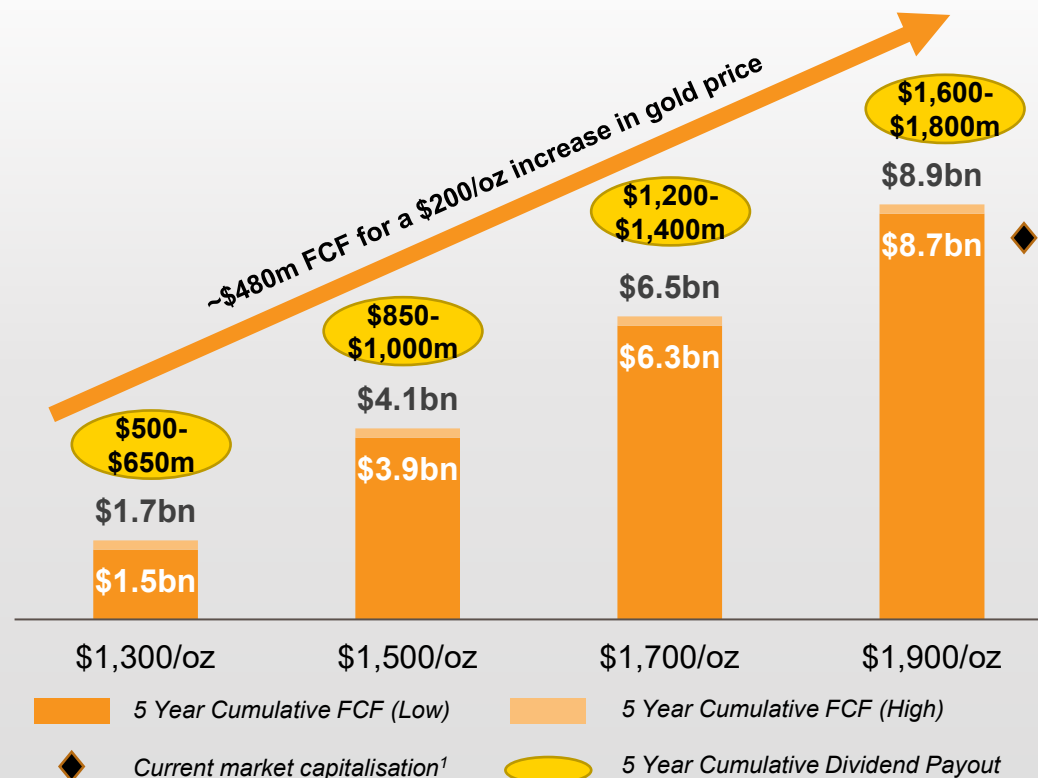 ~$480m FCF for a $200/oz increase in gold price
$1,600-
$1,800m
$8.9bn
$8.7bn
$1,200-
$1,400m
$6.5bn
$6.3bn
$850-
$1,000m
$4.1bn
$3.9bn
$500-
$650m
$1.7bn
$1.5bn
$1,300/oz
$1,500/oz
$1,700/oz
$1,900/oz
5 Year Cumulative FCF (Low)
5 Year Cumulative FCF (High)
Current market capitalisation¹
5 Year Cumulative Dividend Payout